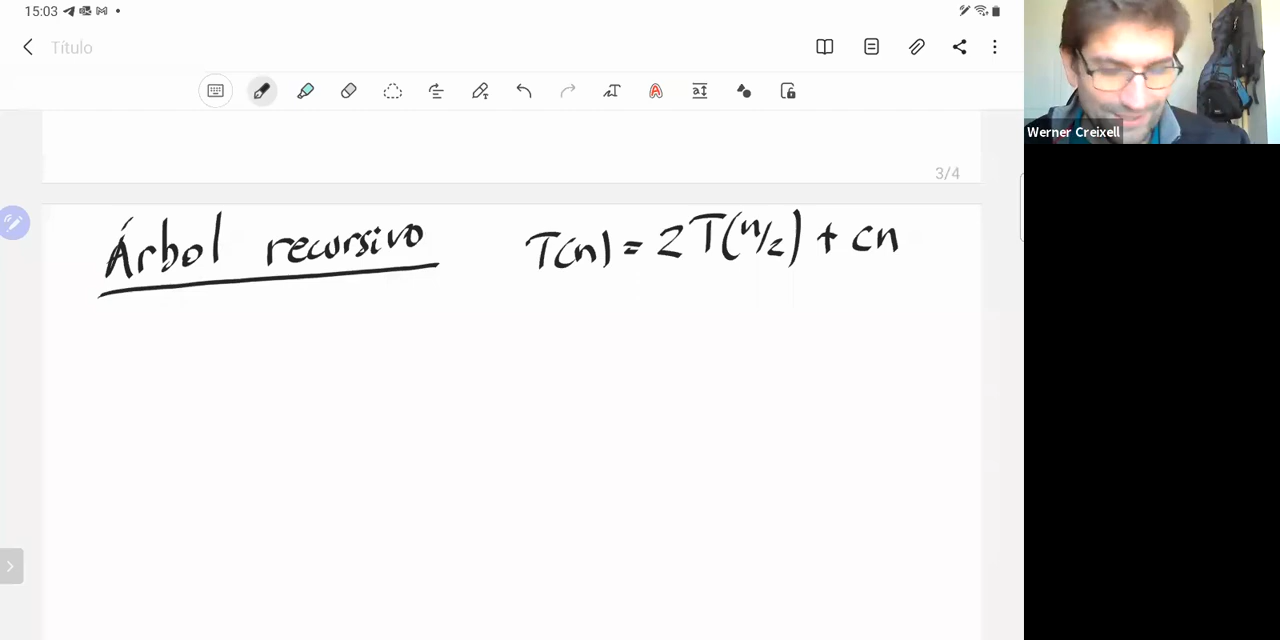 15:03
Título
Werner Creixell
3/4
Árbol recursivo T(n) = 2T(n/2) + cn